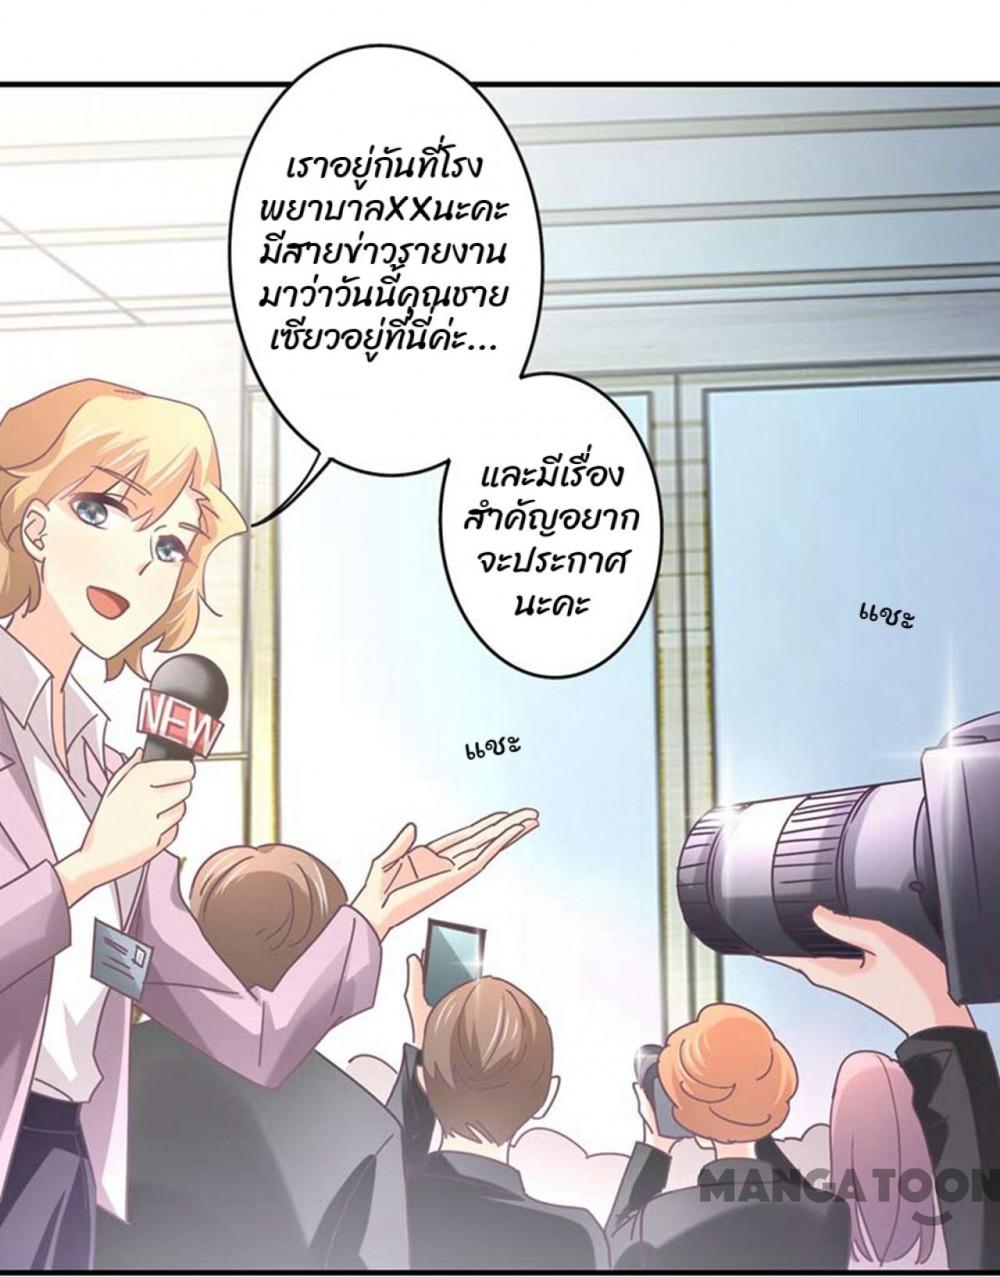 เราอยู่กันที่โรง
พยาบาลXXนะคะ
มีสายข่าวรายงาน
มาว่าวันนี้คุณชาย
เซียวอยู่ที่นี่ค่ะ...
และมีเรื่อง
สำคัญอยาก
จะประกาศ
นะคะ
แชะ
แชะ
NEW
MANGATOON